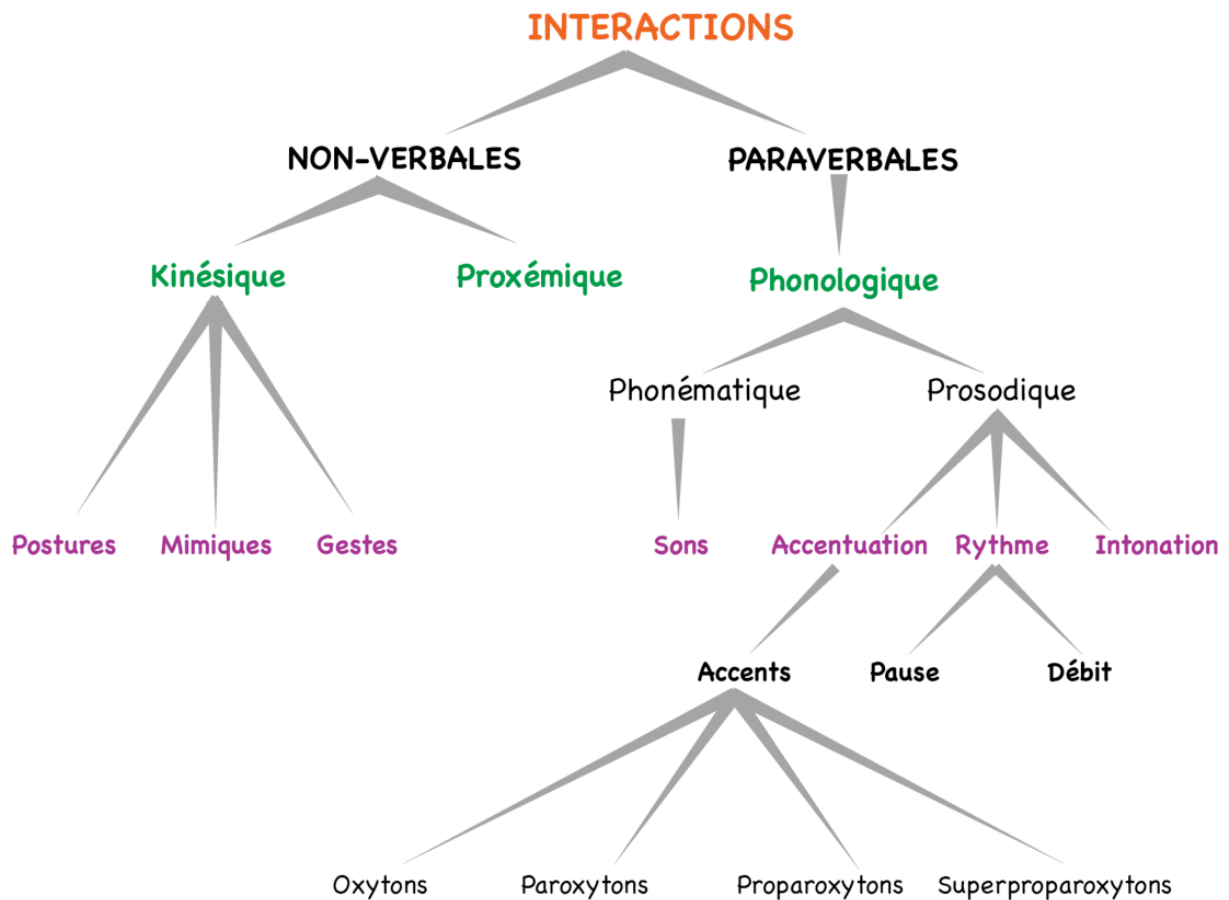 INTERACTIONS
NON-VERBALES PARAVERBALES
Kinésique Proxémique Phonologique
Phonématique Prosodique
Postures Mimiques Gestes Sons Accentuation Rythme Intonation
Accents Pause Débit
Oxytons Paroxytons Proparoxytons Superproparoxytons